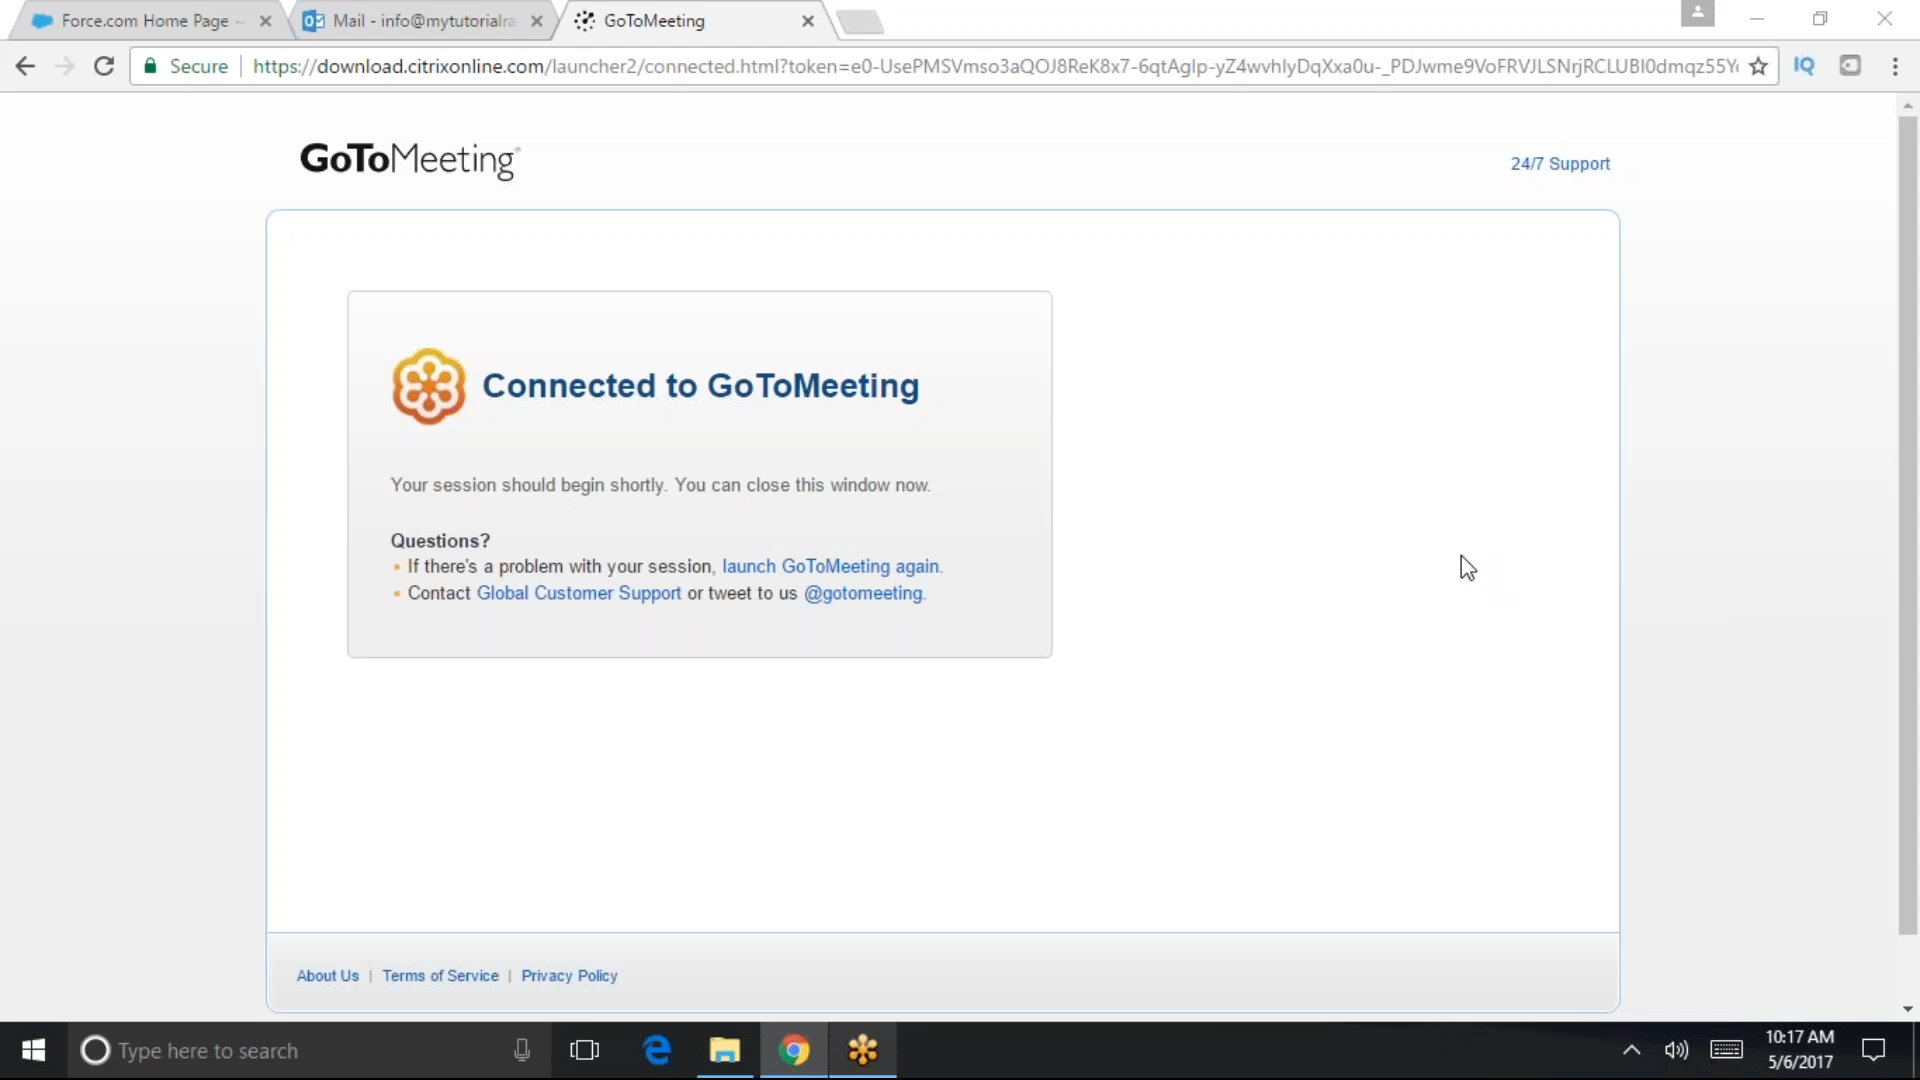 Force.com Home Page
Mail - info@mytutorialra
GoToMeeting
Secure
https://download.citrixonline.com/launcher2/connected.html?token=e0-UsePMSVmso3aQOJ8ReK8x7-6qtAglp-yZ4wvhlyDqXxa0u-_PDJwme9VoFRVJLSNrjRCLUBl0dmqz55Y
IQ
GoToMeeting
24/7 Support
Connected to GoToMeeting
Your session should begin shortly. You can close this window now.
Questions?
If there's a problem with your session, launch GoToMeeting again.
Contact Global Customer Support or tweet to us @gotomeeting.
About Us | Terms of Service | Privacy Policy
Type here to search
10:17 AM
5/6/2017